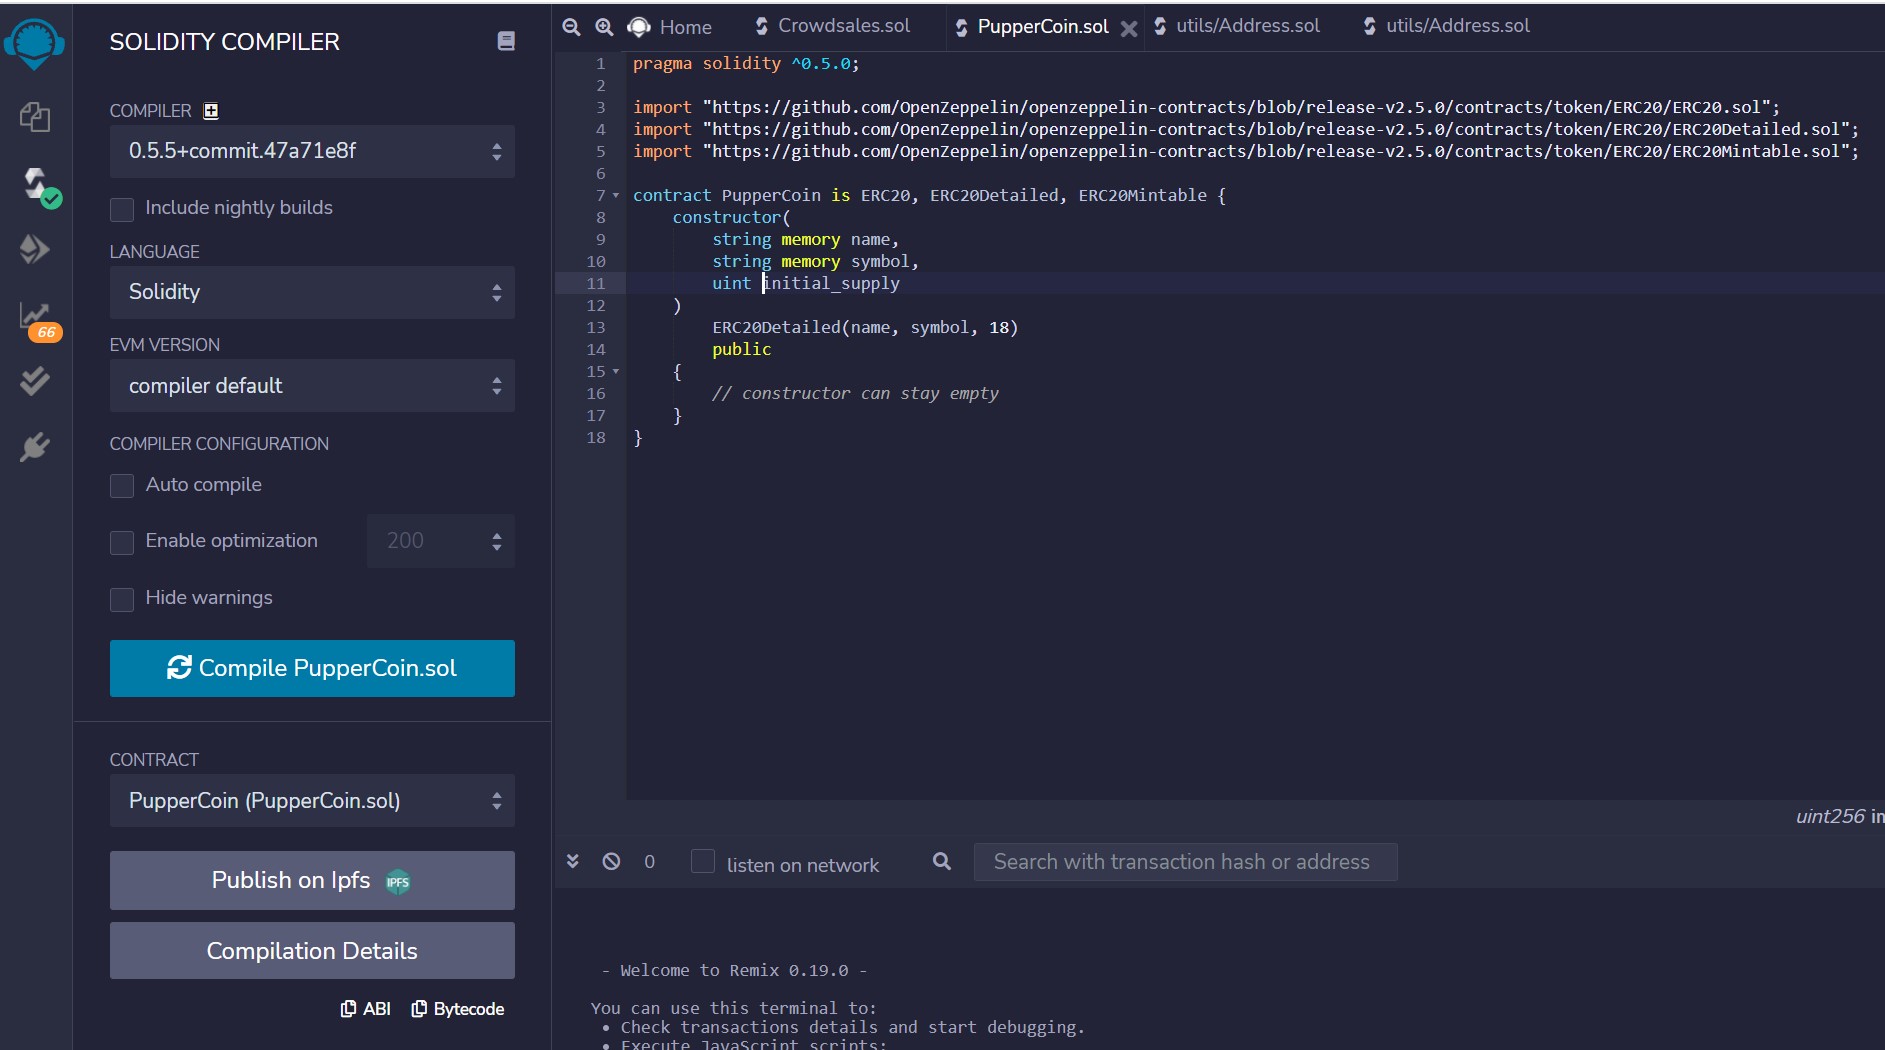 SOLIDITY COMPILER
COMPILER
0.5.5+commit.47a71e8f
Include nightly builds
LANGUAGE
Solidity
EVM VERSION
compiler default
COMPILER CONFIGURATION
Auto compile
Enable optimization 200
Hide warnings
Compile PupperCoin.sol
CONTRACT
PupperCoin (PupperCoin.sol)
Publish on Ipfs IPFS
Compilation Details
ABI Bytecode
66
Home Crowdsales.sol PupperCoin.sol utils/Address.sol utils/Address.sol
1 pragma solidity ^0.5.0;
2
3 import "https://github.com/OpenZeppelin/openzeppelin-contracts/blob/release-v2.5.0/contracts/token/ERC20/ERC20.sol";
4 import "https://github.com/OpenZeppelin/openzeppelin-contracts/blob/release-v2.5.0/contracts/token/ERC20/ERC20Detailed.sol";
5 import "https://github.com/OpenZeppelin/openzeppelin-contracts/blob/release-v2.5.0/contracts/token/ERC20/ERC20Mintable.sol";
6
7 contract PupperCoin is ERC20, ERC20Detailed, ERC20Mintable {
8 constructor(
9 string memory name,
10 string memory symbol,
11 uint initial_supply
12 )
13 ERC20Detailed(name, symbol, 18)
14 public
15 {
16 // constructor can stay empty
17 }
18 }
uint256 in
0 listen on network Search with transaction hash or address
- Welcome to Remix 0.19.0 -
You can use this terminal to:
• Check transactions details and start debugging.
• Execute JavaScript scripts: